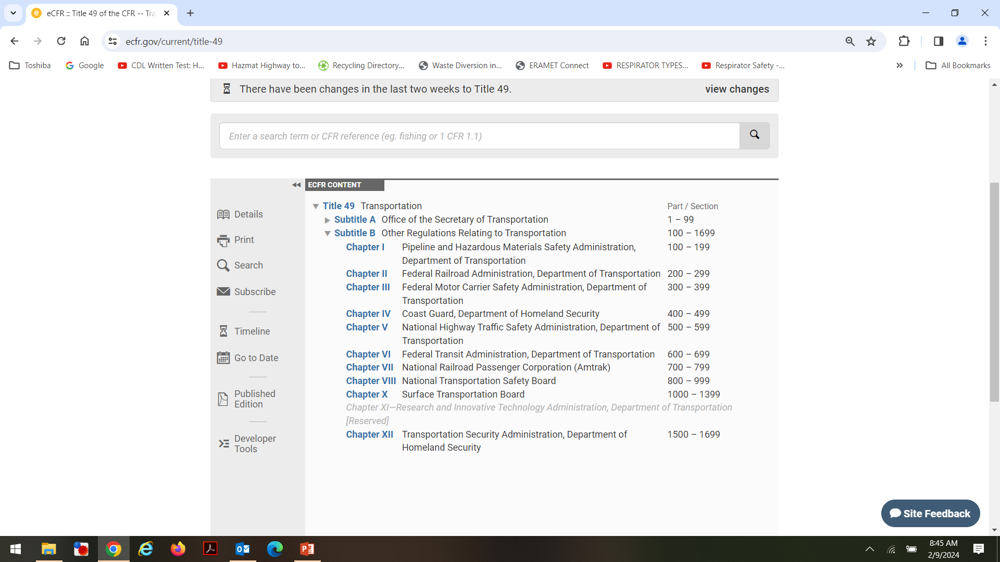 eCFR :: Title 49 of the CFR -- Tra
ecfr.gov/current/title-49
Toshiba Google CDL Written Test: H... Hazmat Highway to... Recycling Directory... Waste Diversion in... ERAMET Connect RESPIRATOR TYPES... Respirator Safety -... » All Bookmarks
There have been changes in the last two weeks to Title 49. view changes
Enter a search term or CFR reference (eg. fishing or 1 CFR 1.1)
ECFR CONTENT
Details
Print
Search
Subscribe
Timeline
Go to Date
Published
Edition
Developer
Tools
Title 49 Transportation Part / Section
Subtitle A Office of the Secretary of Transportation 1 – 99
Subtitle B Other Regulations Relating to Transportation 100 – 1699
Chapter I Pipeline and Hazardous Materials Safety Administration, 100 – 199
Department of Transportation
Chapter II Federal Railroad Administration, Department of Transportation 200 – 299
Chapter III Federal Motor Carrier Safety Administration, Department of 300 – 399
Transportation
Chapter IV Coast Guard, Department of Homeland Security 400 – 499
Chapter V National Highway Traffic Safety Administration, Department of 500 – 599
Transportation
Chapter VI Federal Transit Administration, Department of Transportation 600 – 699
Chapter VII National Railroad Passenger Corporation (Amtrak) 700 – 799
Chapter VIII National Transportation Safety Board 800 – 999
Chapter X Surface Transportation Board 1000 – 1399
Chapter XI—Research and Innovative Technology Administration, Department of Transportation
[Reserved]
Chapter XII Transportation Security Administration, Department of 1500 – 1699
Homeland Security
Site Feedback
8:45 AM
2/9/2024